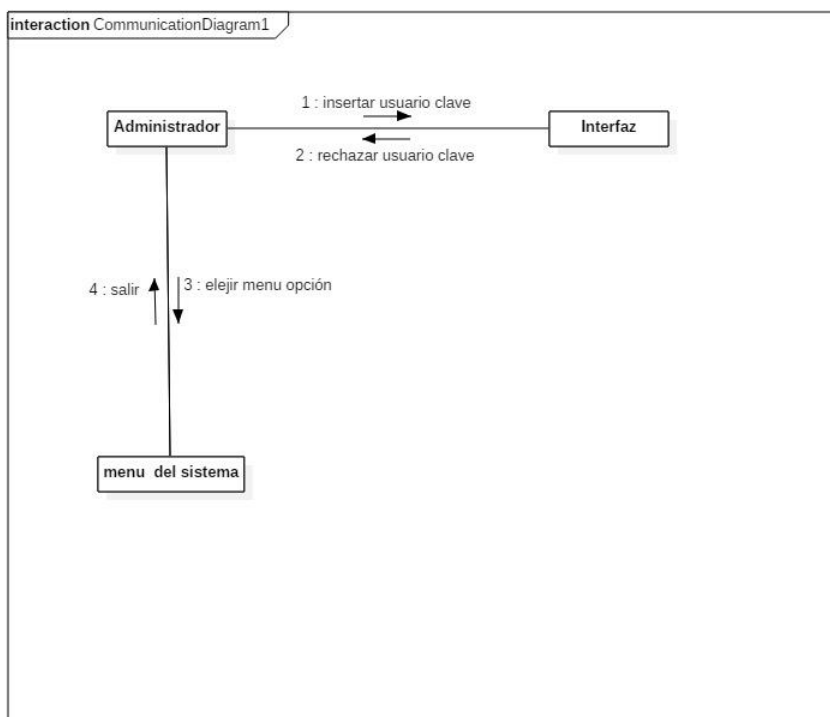 interaction CommunicationDiagram1
1 : insertar usuario clave
Administrador
Interfaz
2 : rechazar usuario clave
4 : salir
3 : elejir menu opción
menu del sistema